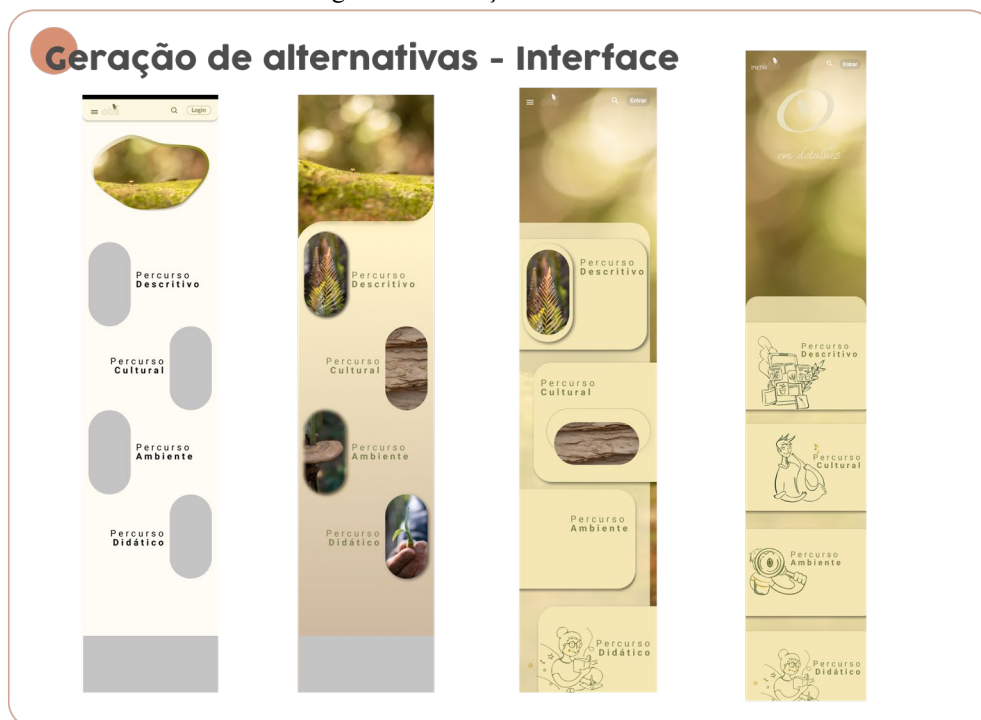 Geração de alternativas - Interface
Login
Percurso
Descritivo
Percurso
Cultural
Percurso
Ambiente
Percurso
Didático
Percurso
Descritivo
Percurso
Cultural
Percurso
Ambiente
Percurso
Didático
Entrar
Percurso
Descritivo
Percurso
Cultural
Percurso
Ambiente
Percurso
Didático
Entrar
em detalhes
Percurso
Descritivo
Percurso
Cultural
Percurso
Ambiente
Percurso
Didático